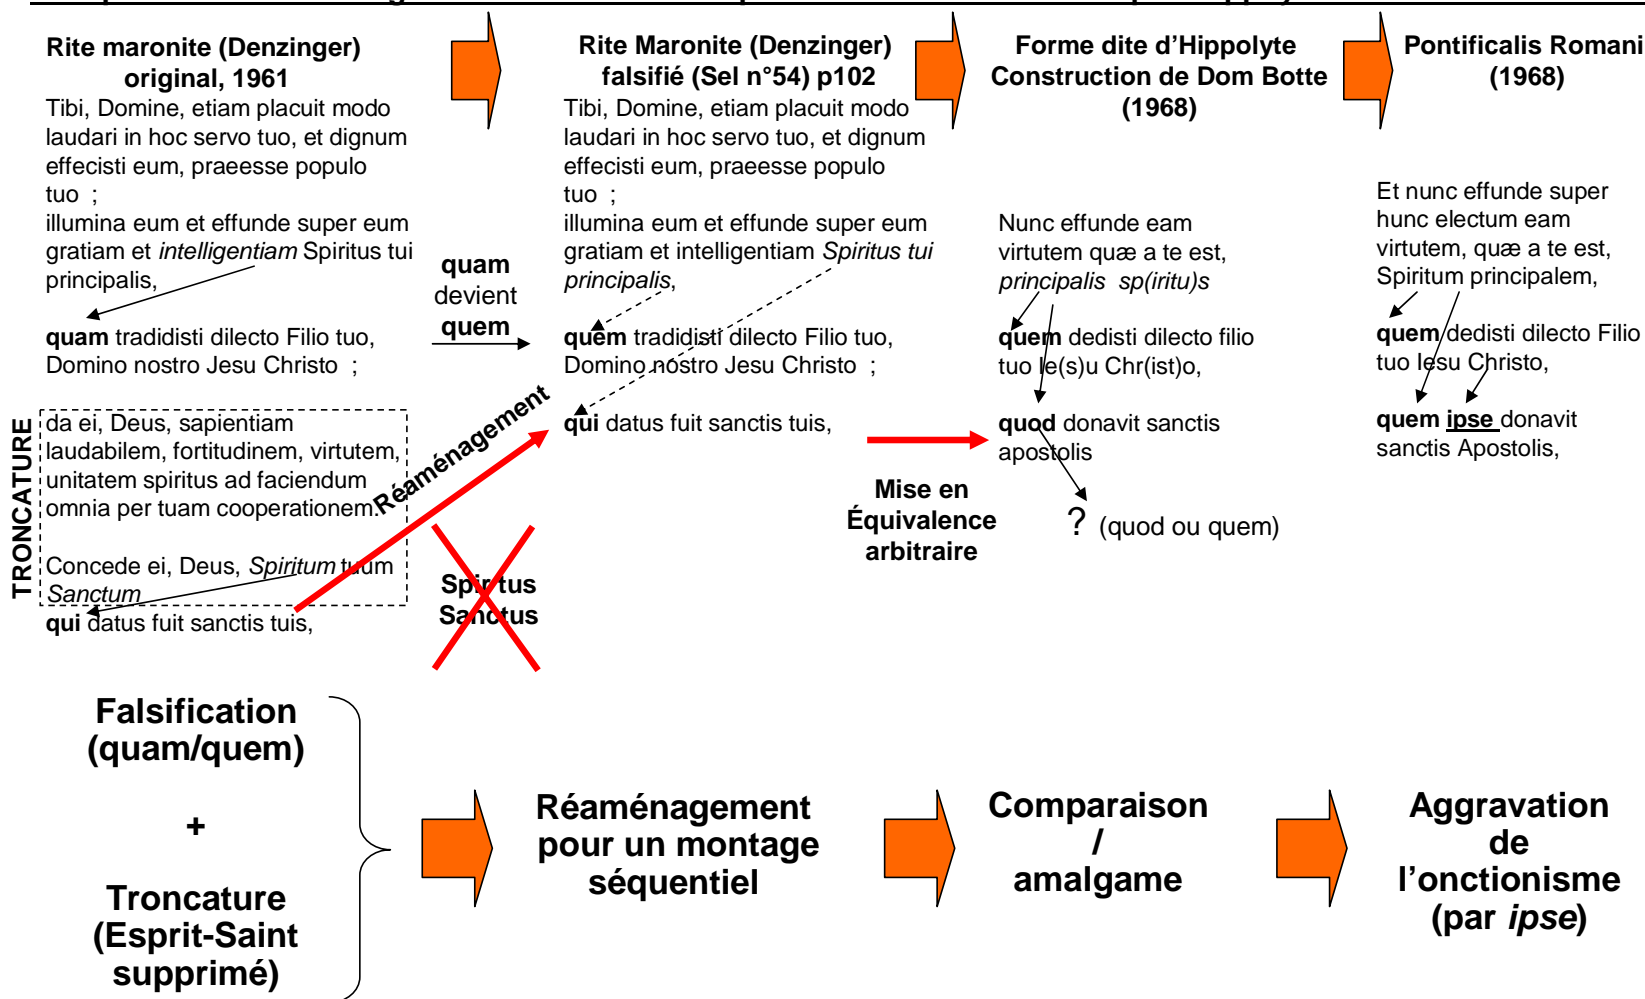 Rite maronite (Denzinger)
original, 1961
Tibi, Domine, etiam placuit modo
laudari in hoc servo tuo, et dignum
effecisti eum, praeesse populo
tuo ;
illumina eum et effunde super eum
gratiam et intelligentiam Spiritus tui
principalis,
quam tradidisti dilecto Filio tuo,
Domino nostro Jesu Christo ;
TRONCATURE
da ei, Deus, sapientiam
laudabilem, fortitudinem, virtutem,
unitatem spiritus ad faciendum
omnia per tuam cooperationem.
Concede ei, Deus, Spiritum tuum
Sanctum
qui datus fuit sanctis tuis,
quam
devient
quem
Réaménagement
Spiritus
Sanctus
Rite Maronite (Denzinger)
falsifié (Sel n°54) p102
Tibi, Domine, etiam placuit modo
laudari in hoc servo tuo, et dignum
effecisti eum, praeesse populo
tuo ;
illumina eum et effunde super eum
gratiam et intelligentiam Spiritus tui
principalis,
quem tradidisti dilecto Filio tuo,
Domino nostro Jesu Christo ;
qui datus fuit sanctis tuis,
Mise en
Équivalence
arbitraire
Forme dite d’Hippolyte
Construction de Dom Botte
(1968)
Nunc effunde eam
virtutem quæ a te est,
principalis sp(iritu)s
quem dedisti dilecto filio
tuo Ie(s)u Chr(ist)o,
quod donavit sanctis
apostolis
? (quod ou quem)
Pontificalis Romani
(1968)
Et nunc effunde super
hunc electum eam
virtutem, quæ a te est,
Spiritum principalem,
quem dedisti dilecto Filio
tuo Iesu Christo,
quem ipse donavit
sanctis Apostolis,
Falsification
(quam/quem)
+
Troncature
(Esprit-Saint
supprimé)
Réaménagement
pour un montage
séquentiel
Comparaison
/
amalgame
Aggravation
de
l’onctionisme
(par ipse)